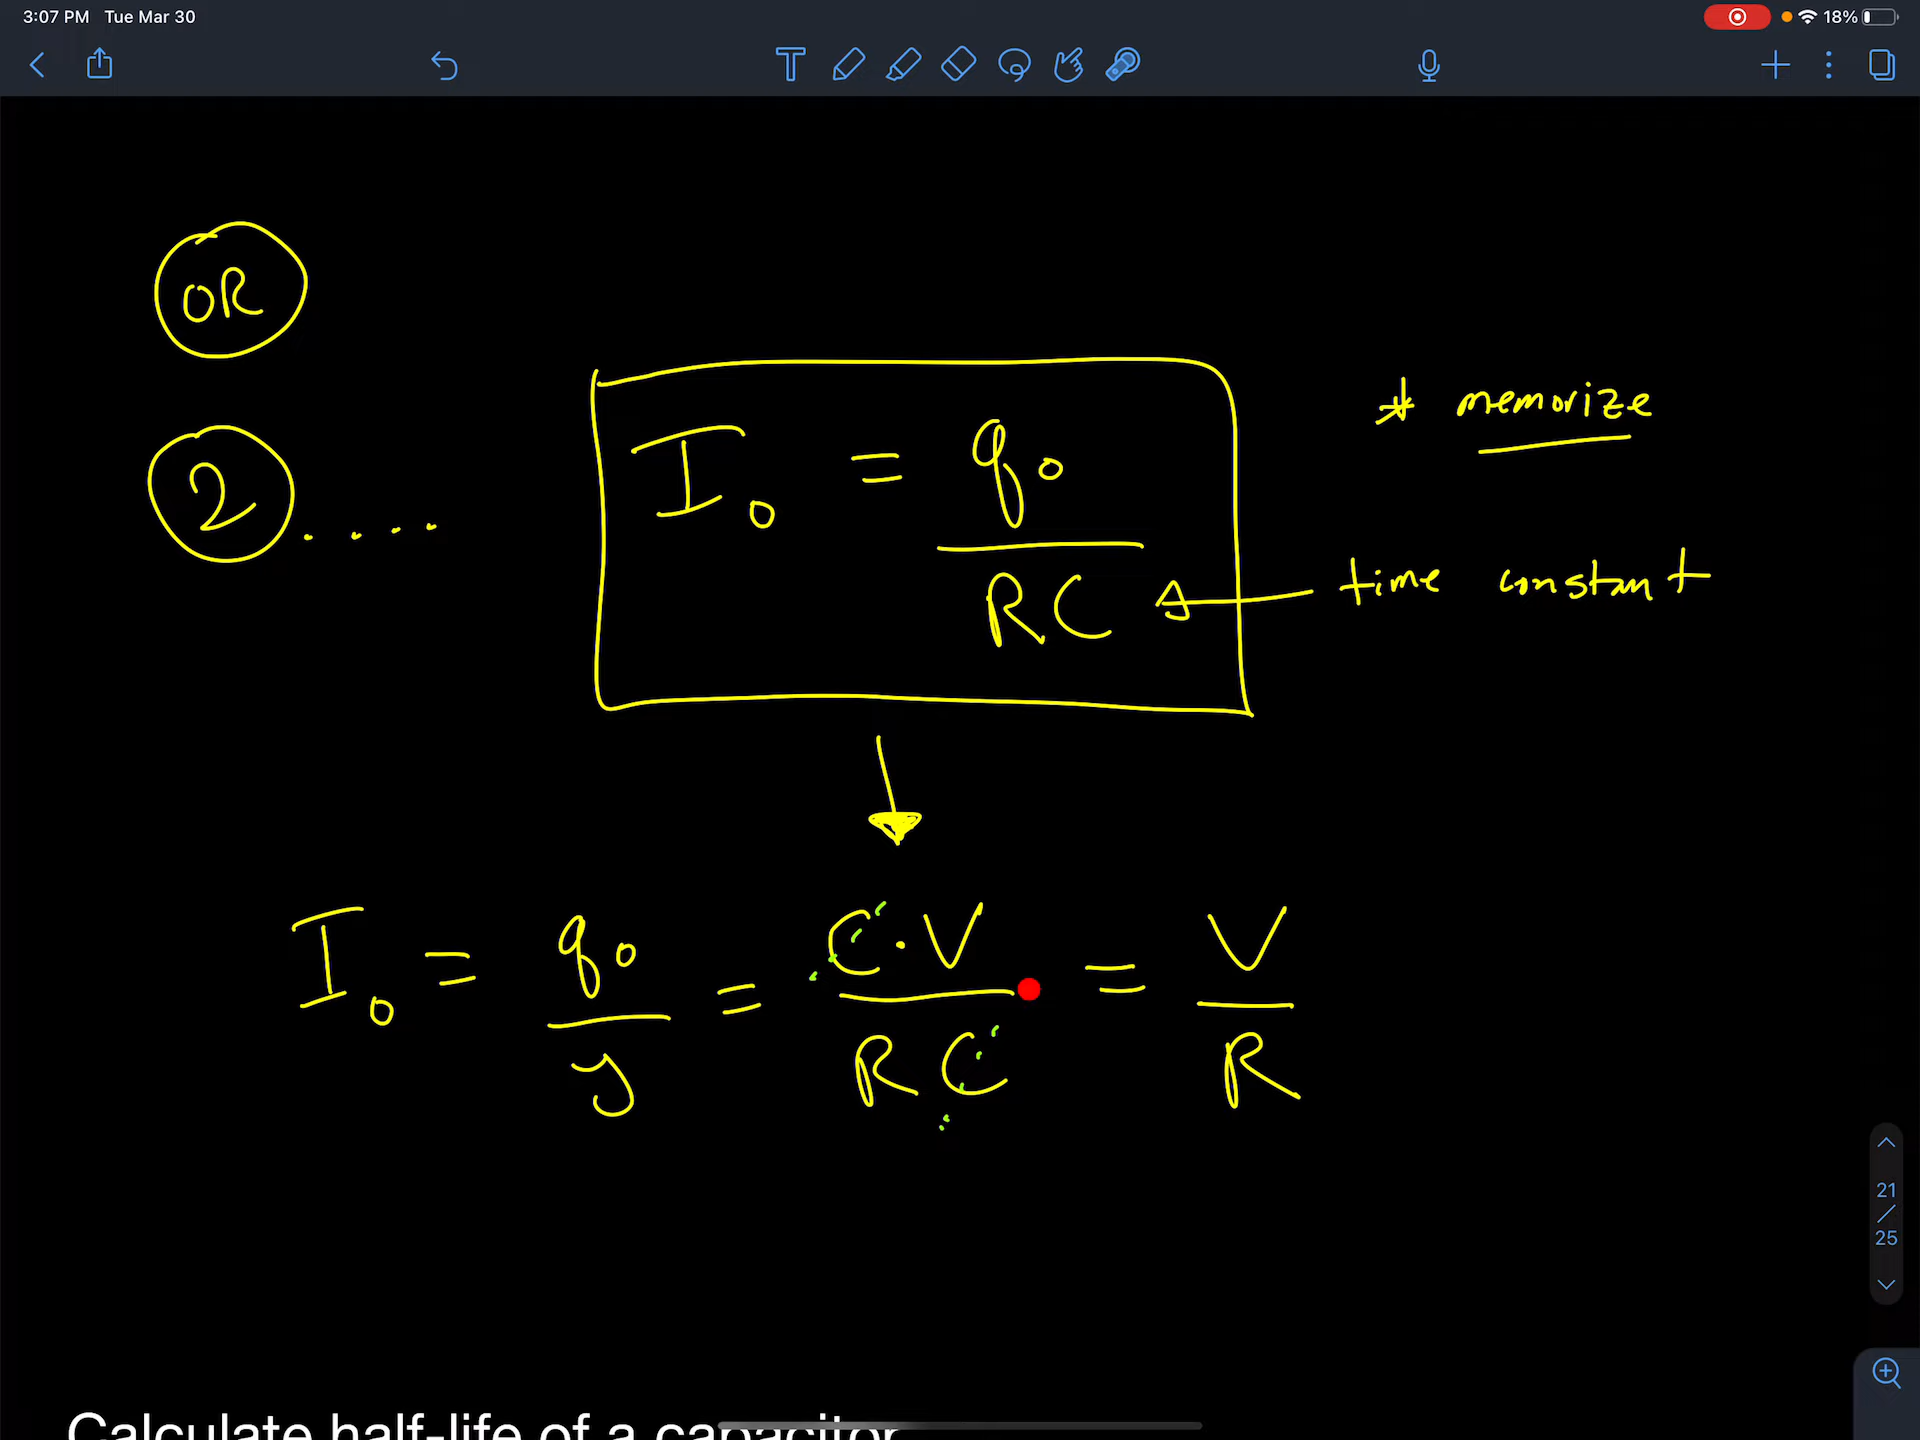 3:07 PM Tue Mar 30
18%
OR
2 ....
I₀ = q₀ / RC
* memorize
time constant
I₀ = q₀ / y = C·V / RC = V / R
21
/
25
Calculate half-life of a capacitor